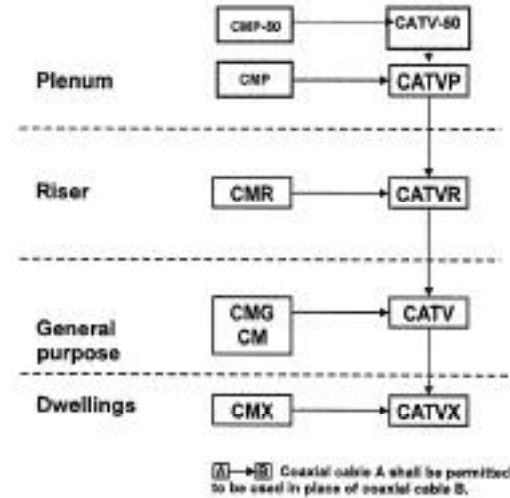 CMP-50 CATV-50
Plenum CMP CATVP
Riser CMR CATVR
CMG CATV
CM
General
purpose
Dwellings CMX CATVX
A B Coaxial cable A shall be permitted
to be used in place of coaxial cable B.